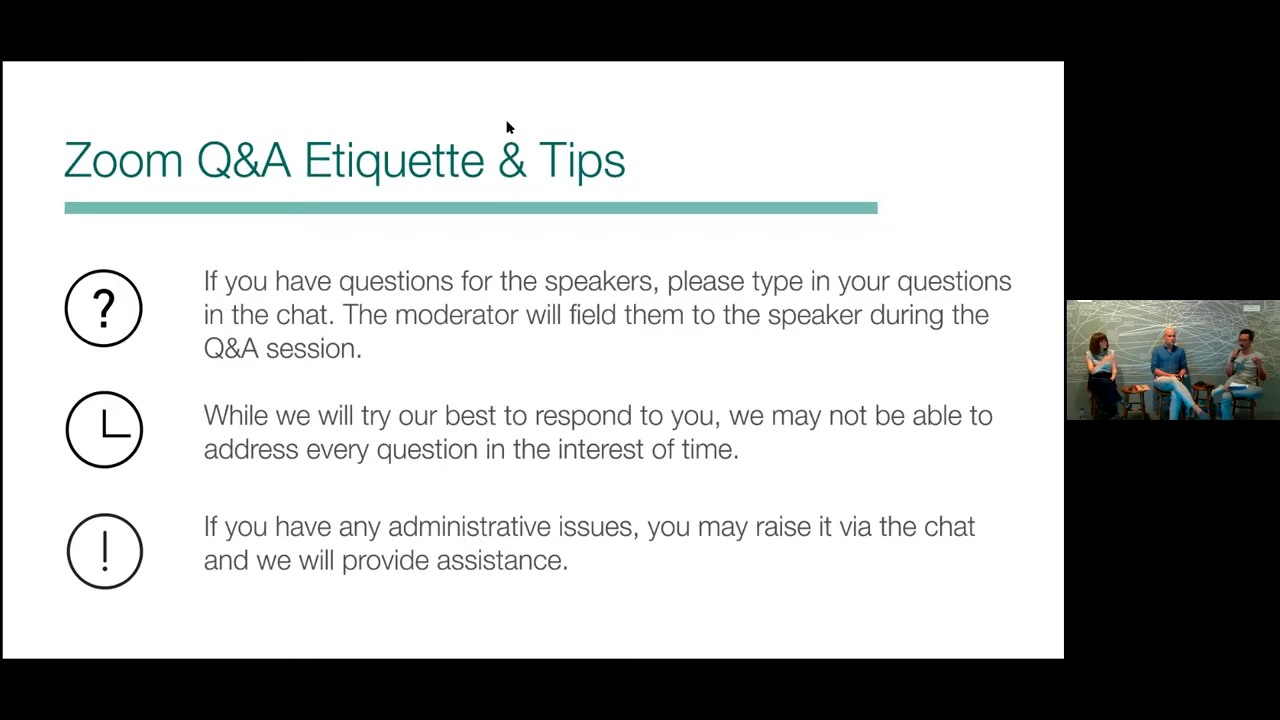 Zoom Q&A Etiquette & Tips
If you have questions for the speakers, please type in your questions
in the chat. The moderator will field them to the speaker during the
Q&A session.
While we will try our best to respond to you, we may not be able to
address every question in the interest of time.
If you have any administrative issues, you may raise it via the chat
and we will provide assistance.